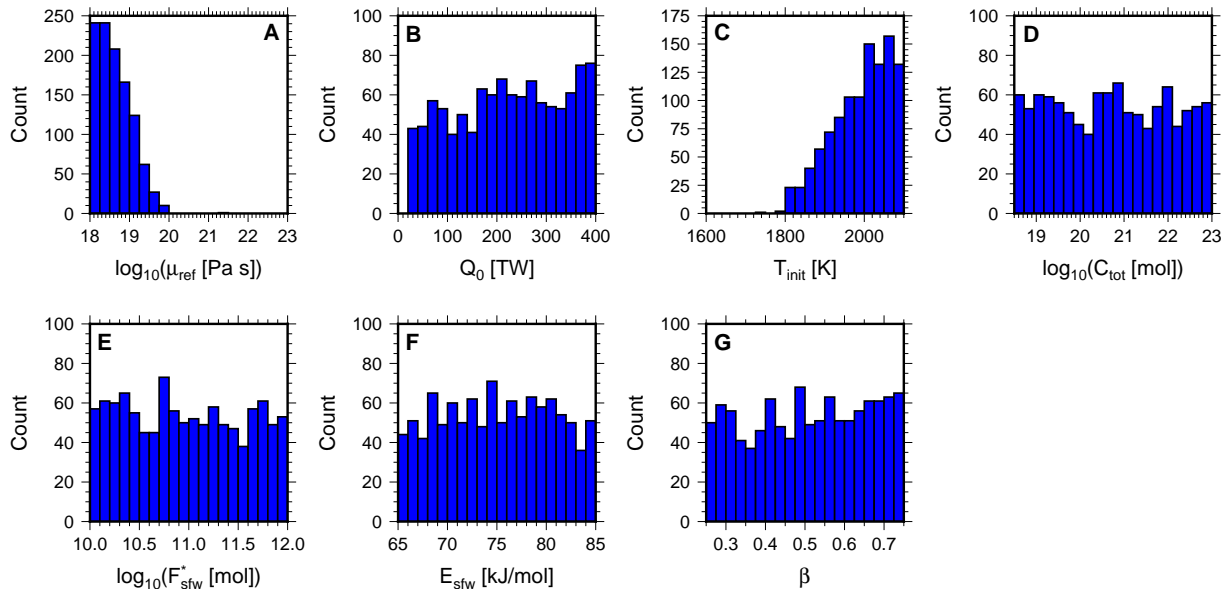 250
200
150
100
50
0
Count
A
18 19 20 21 22 23
log10(μref [Pa s])
100
80
60
40
20
0
Count
B
0 100 200 300 400
Q0 [TW]
175
150
125
100
75
50
25
0
Count
C
1600 1800 2000
Tinit [K]
100
80
60
40
20
0
Count
D
19 20 21 22 23
log10(Ctot [mol])
100
80
60
40
20
0
Count
E
10.0 10.5 11.0 11.5 12.0
log10(F*sfw [mol])
100
80
60
40
20
0
Count
F
65 70 75 80 85
Esfw [kJ/mol]
100
80
60
40
20
0
Count
G
0.3 0.4 0.5 0.6 0.7
β